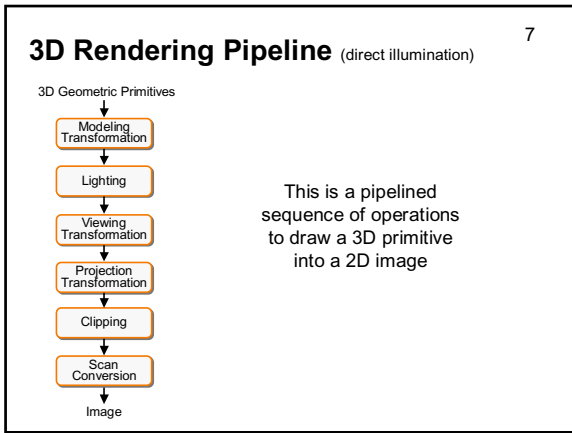 7
3D Rendering Pipeline (direct illumination)
3D Geometric Primitives
Modeling
Transformation
Lighting
Viewing
Transformation
Projection
Transformation
Clipping
Scan
Conversion
Image
This is a pipelined
sequence of operations
to draw a 3D primitive
into a 2D image